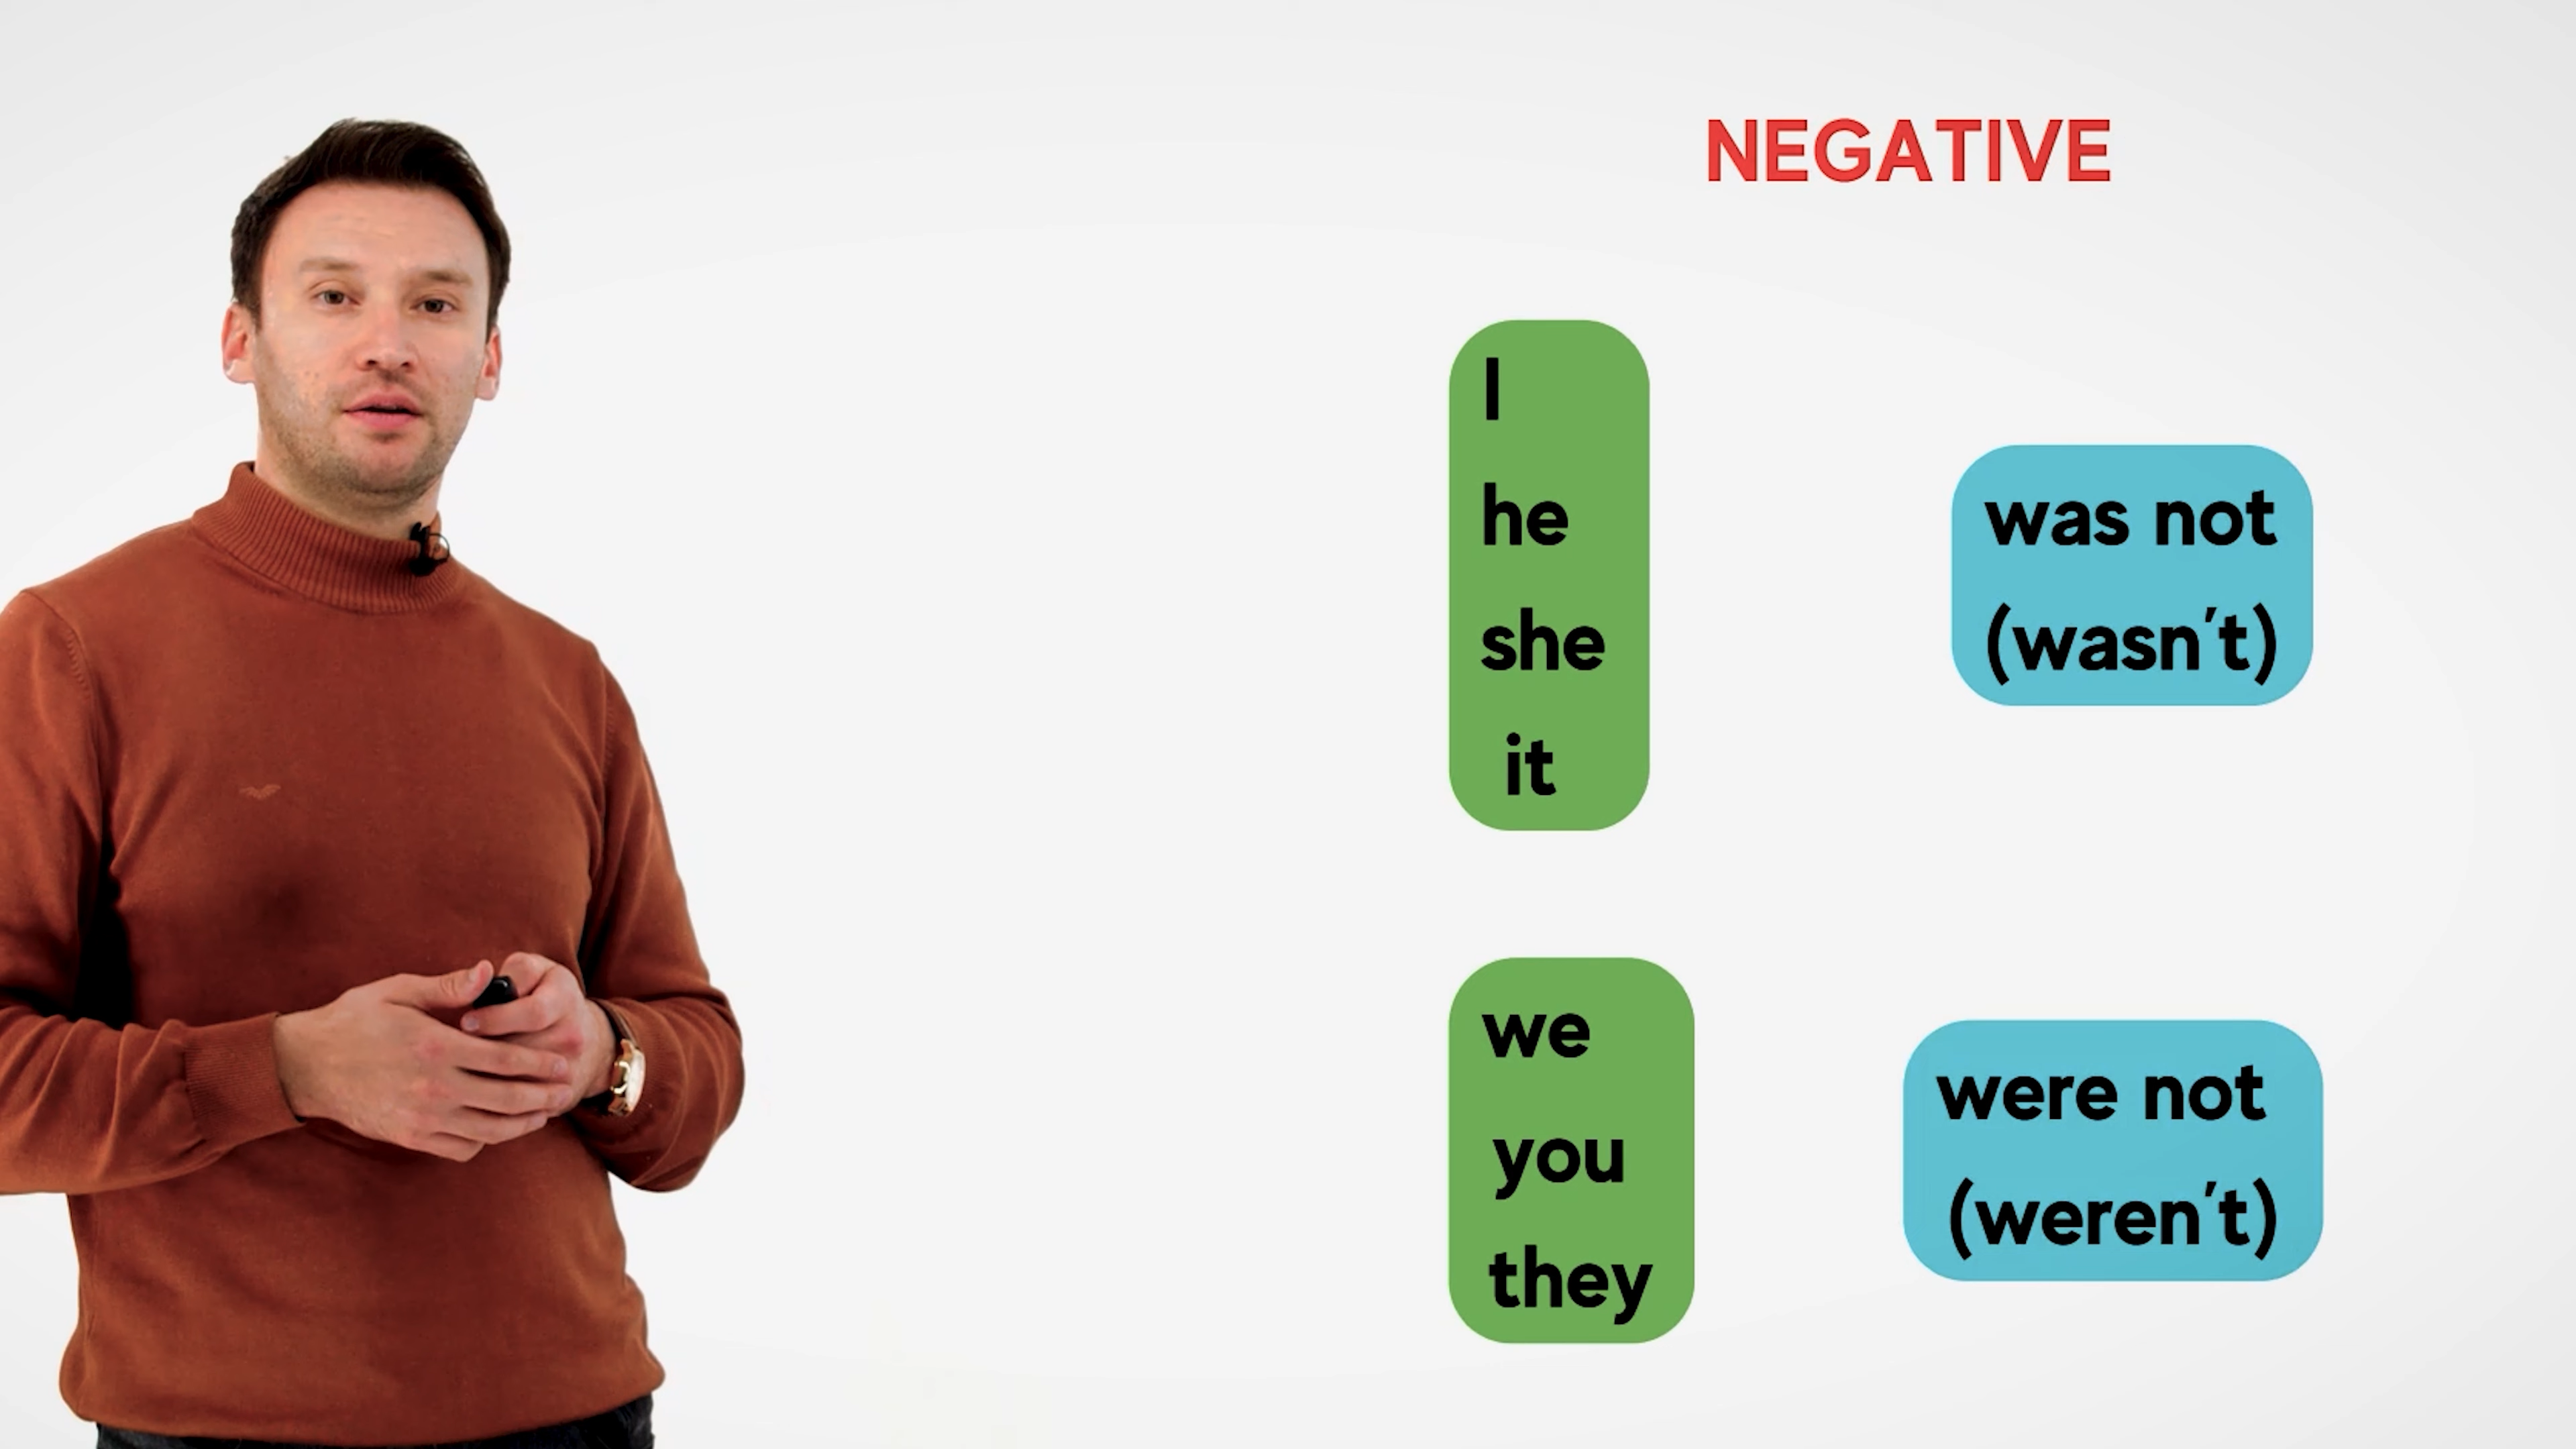 NEGATIVE
I
he
she
it
was not
(wasn't)
we
you
they
were not
(weren't)